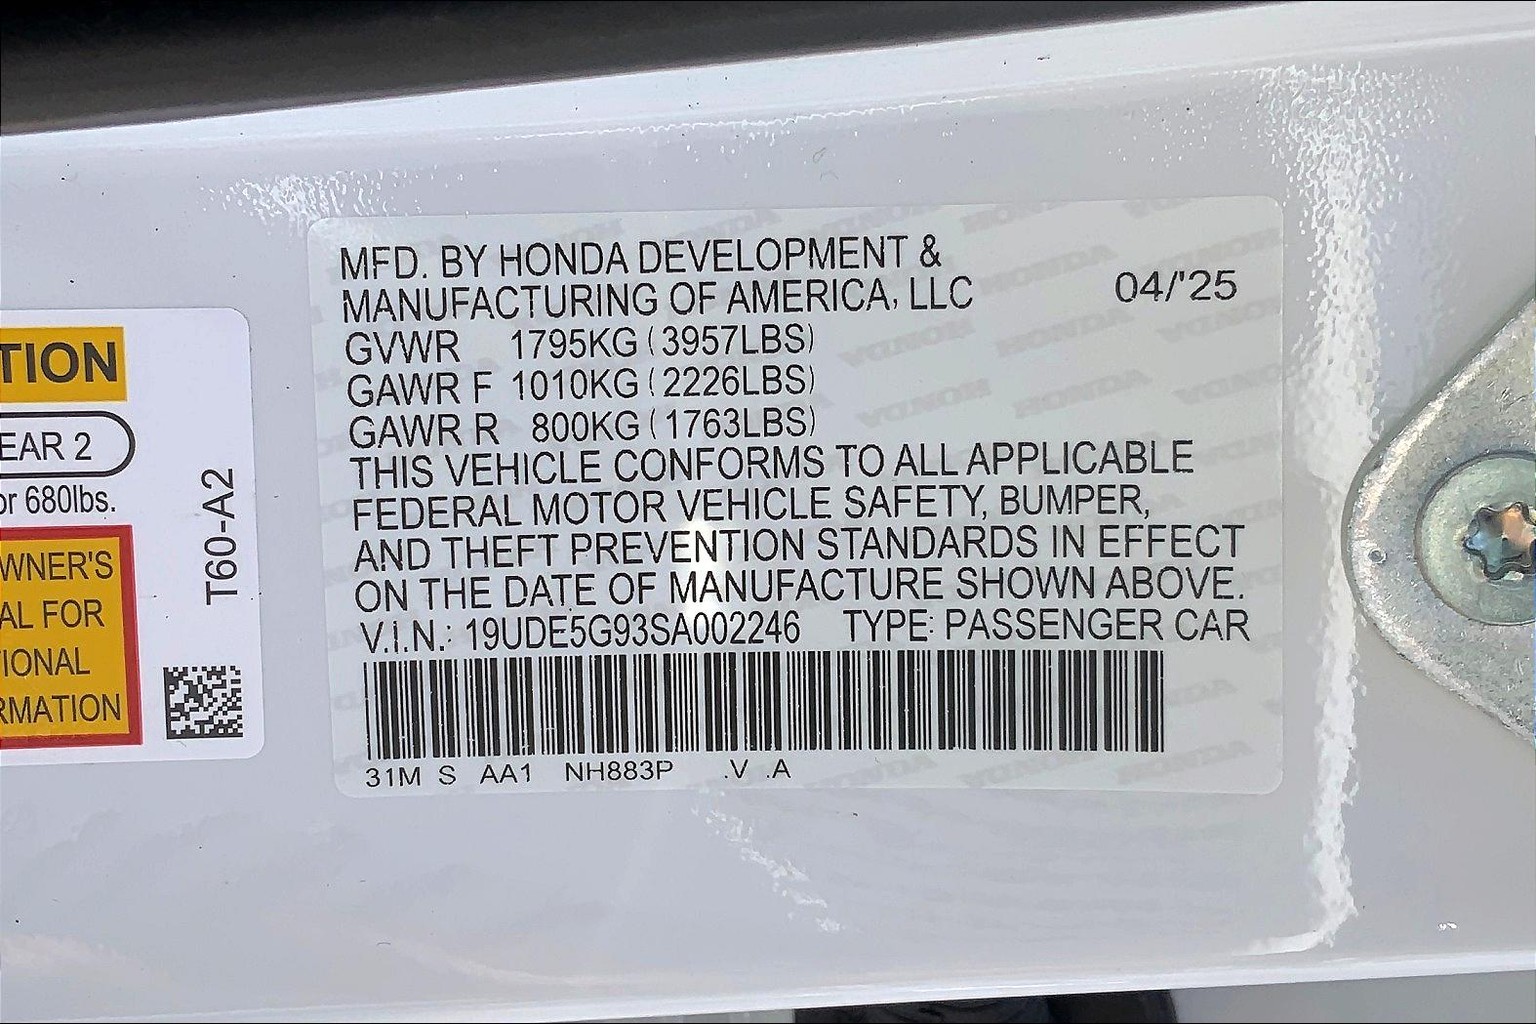 TION
EAR 2
or 680lbs.
WNER'S
AL FOR
TIONAL
RMATION
T60-A2
MFD. BY HONDA DEVELOPMENT &
MANUFACTURING OF AMERICA, LLC
04/'25
GVWR 1795KG (3957LBS)
GAWR F 1010KG (2226LBS)
GAWR R 800KG (1763LBS)
THIS VEHICLE CONFORMS TO ALL APPLICABLE
FEDERAL MOTOR VEHICLE SAFETY, BUMPER,
AND THEFT PREVENTION STANDARDS IN EFFECT
ON THE DATE OF MANUFACTURE SHOWN ABOVE.
V.I.N.: 19UDE5G93SA002246 TYPE: PASSENGER CAR
31M S AA1 NH883P .V .A